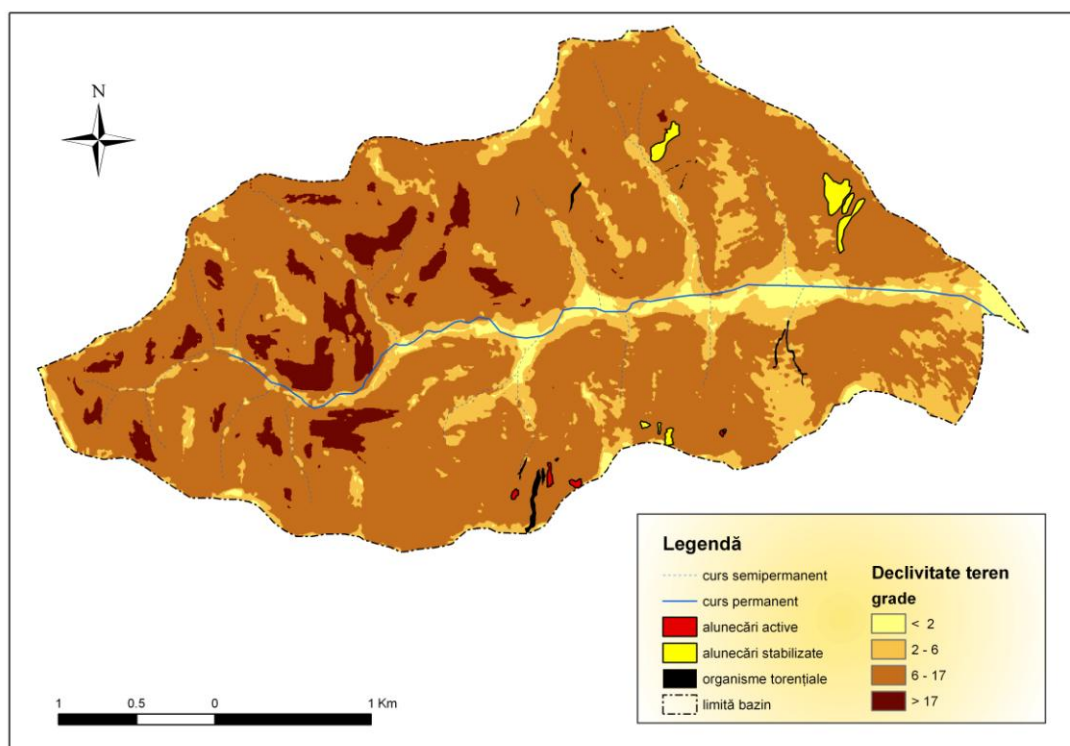 N
Legendă
curs semipermanent
curs permanent
alunecări active
alunecări stabilizate
organisme torențiale
limită bazin
Declivitate teren
grade
< 2
2 - 6
6 - 17
> 17
1 0.5 0 1 Km